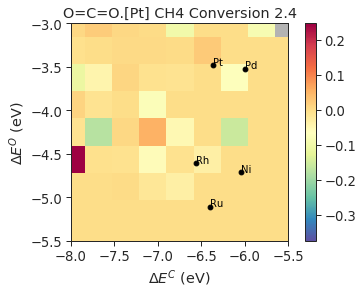 O=C=O.[Pt] CH4 Conversion 2.4
ΔE^O (eV)
−3.0
−3.5
−4.0
−4.5
−5.0
−5.5
Pt
Pd
Rh
Ni
Ru
−8.0 −7.5 −7.0 −6.5 −6.0 −5.5
ΔE^C (eV)
0.2
0.1
0.0
−0.1
−0.2
−0.3